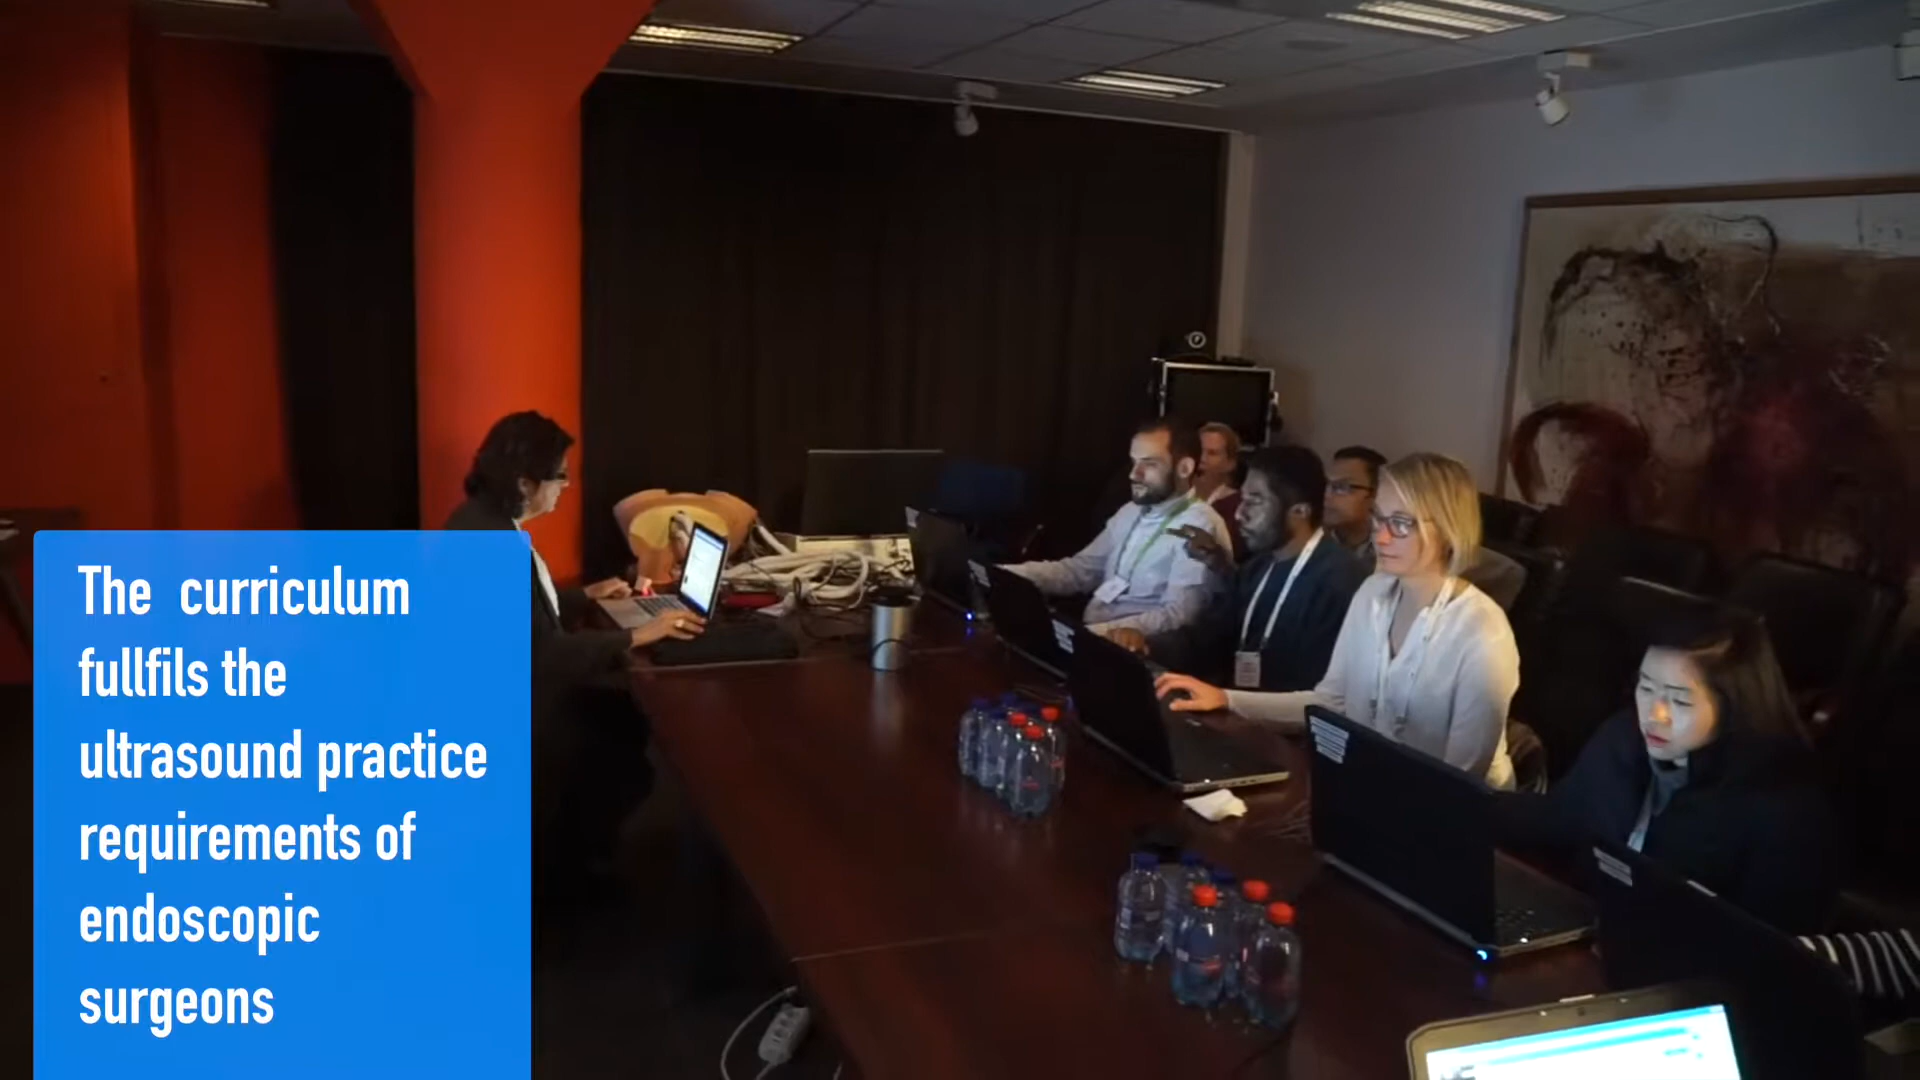 The curriculum
fullfils the
ultrasound practice
requirements of
endoscopic
surgeons